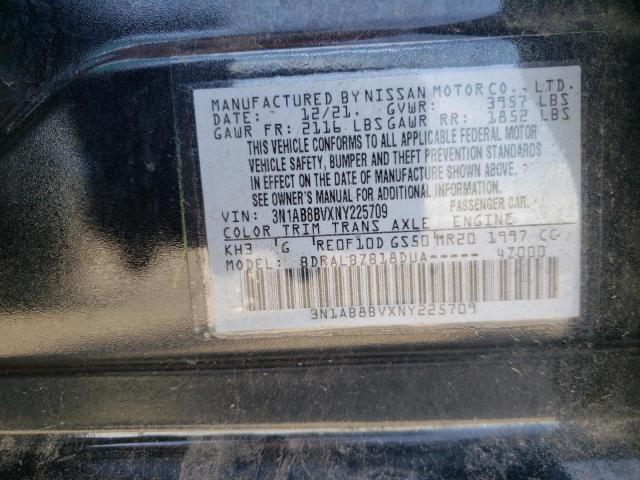 MANUFACTURED BY NISSAN MOTOR CO., LTD.
DATE: 12/21. GVWR: 3957 LBS
GAWR FR: 2116 LBS GAWR RR: 1852 LBS
THIS VEHICLE CONFORMS TO ALL APPLICABLE FEDERAL MOTOR
VEHICLE SAFETY, BUMPER AND THEFT PREVENTION STANDARDS
IN EFFECT ON THE DATE OF MANUFACTURE SHOWN ABOVE.
SEE OWNER'S MANUAL FOR ADDITIONAL INFORMATION.
VIN: 3N1AB8BVXNY225709 PASSENGER CAR.
COLOR TRIM TRANS AXLE ENGINE
KH3 G RE0F10D GS50 MR20 1997 CC
MODEL: BDRALBZ818DUA----- 4Z000
3N1AB8BVXNY225709